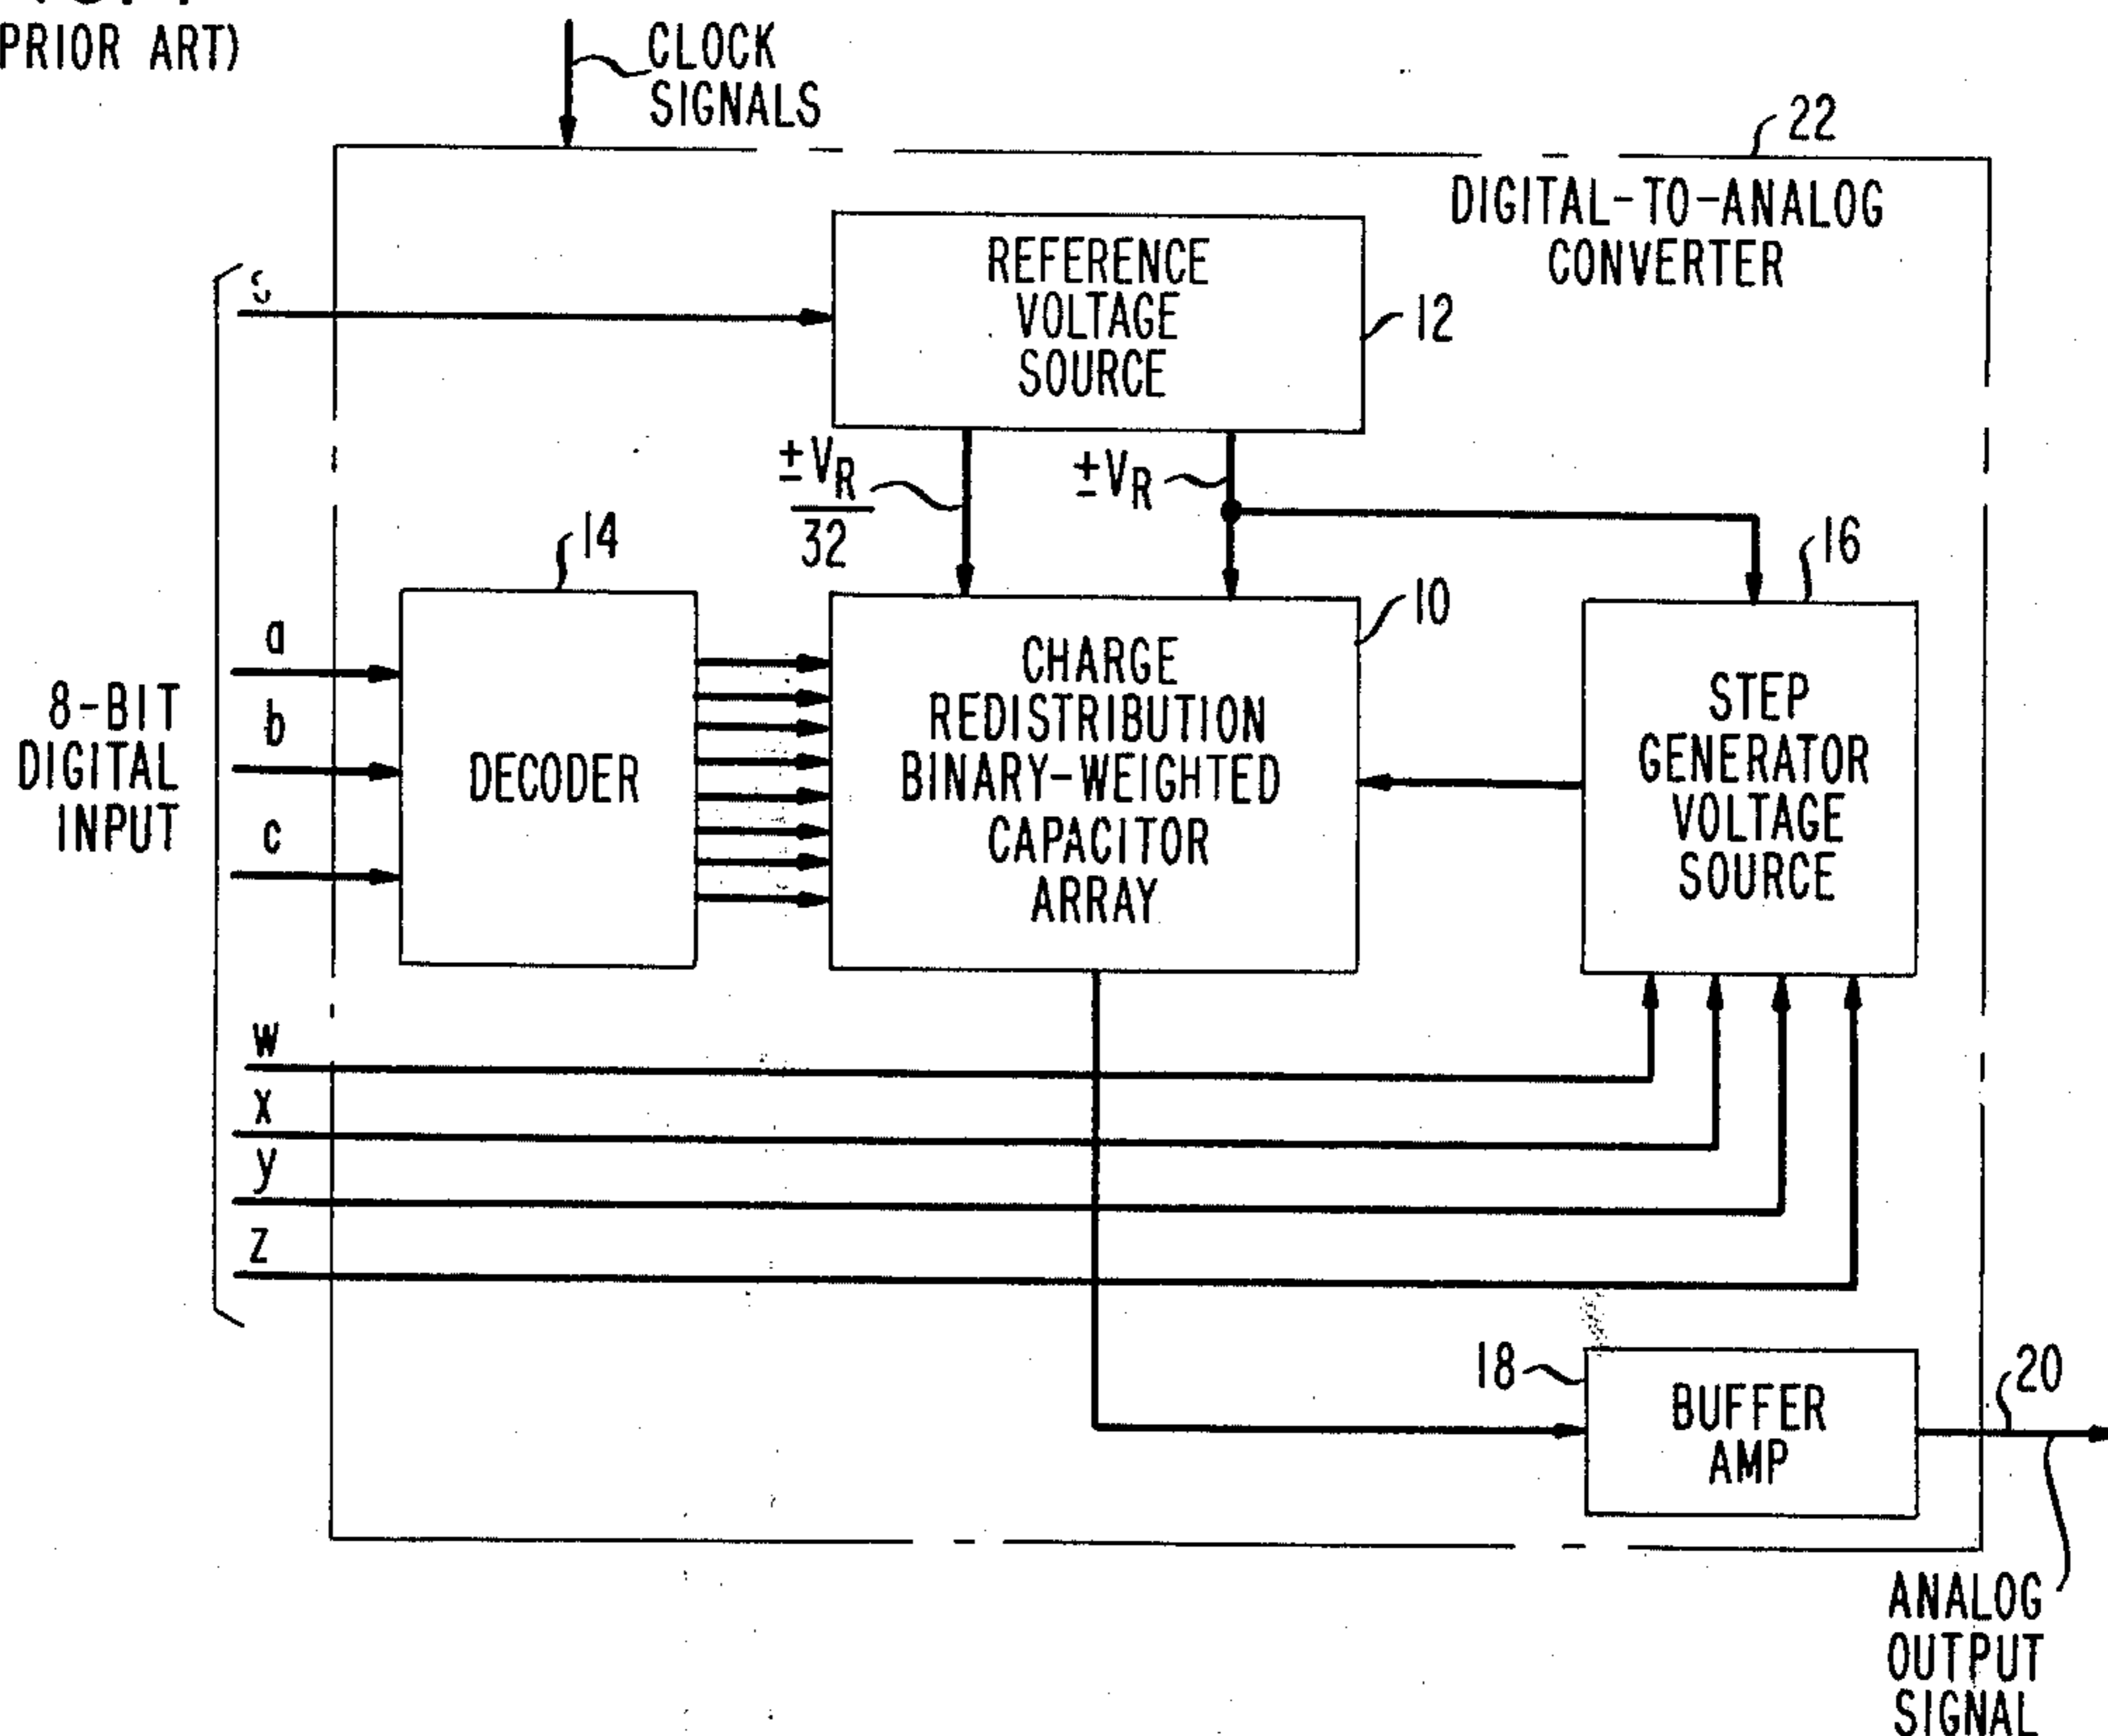 PRIOR ART)
CLOCK
SIGNALS
22
DIGITAL-TO-ANALOG
CONVERTER
s
REFERENCE
VOLTAGE
SOURCE
12
±VR
32
±VR
14
16
10
8-BIT
DIGITAL
INPUT
a
b
c
DECODER
CHARGE
REDISTRIBUTION
BINARY-WEIGHTED
CAPACITOR
ARRAY
STEP
GENERATOR
VOLTAGE
SOURCE
w
x
y
z
18
BUFFER
AMP
20
ANALOG
OUTPUT
SIGNAL